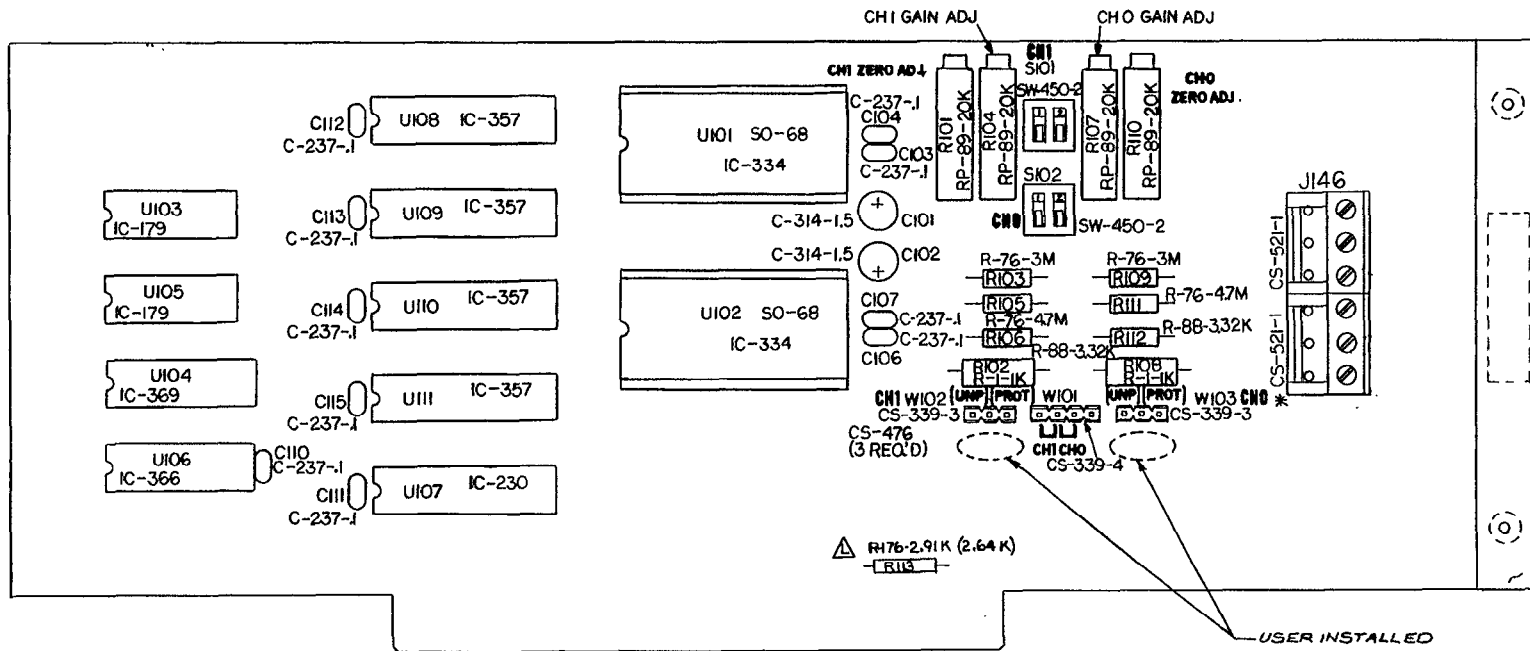 CH1 GAIN ADJ
CH0 GAIN ADJ
CH1 ZERO ADJ
CH1
S101
SW-450-2
CH0
ZERO ADJ.
R101
RP-89-20K
R104
RP-89-20K
R107
RP-89-20K
R110
RP-89-20K
C112
C-237-.1
U108 IC-357
U101 SO-68
IC-334
C-237-.1
C104
C103
C-237-.1
S102
CH0
SW-450-2
U103
IC-179
C113
C-237-.1
U109 IC-357
C-314-1.5
C101
C-314-1.5
C102
J146
CS-521-1
CS-521-1
R-76-3M
R103
R-76-3M
R109
U105
IC-179
C114
C-237-.1
U110 IC-357
U102 SO-68
IC-334
C107
C-237-.1
C-237-.1
C106
R105
R-76-4.7M
R106
R-88-3.32K
R111
R-76-4.7M
R112
R-88-3.32K
U104
IC-369
C115
C-237-.1
U111 IC-357
R102
R-1-1K
R108
R-1-1K
CH1 W102 UNP PROT
CS-339-3
W101
UNP PROT W103 CH0 *
CS-339-3
CS-476
(3 REQ'D)
CH1 CH0
CS-339-4
U106
IC-366
C110
C-237-.1
C111
C-237-.1
U107 IC-230
L R-176-2.91K (2.64K)
R113
USER INSTALLED